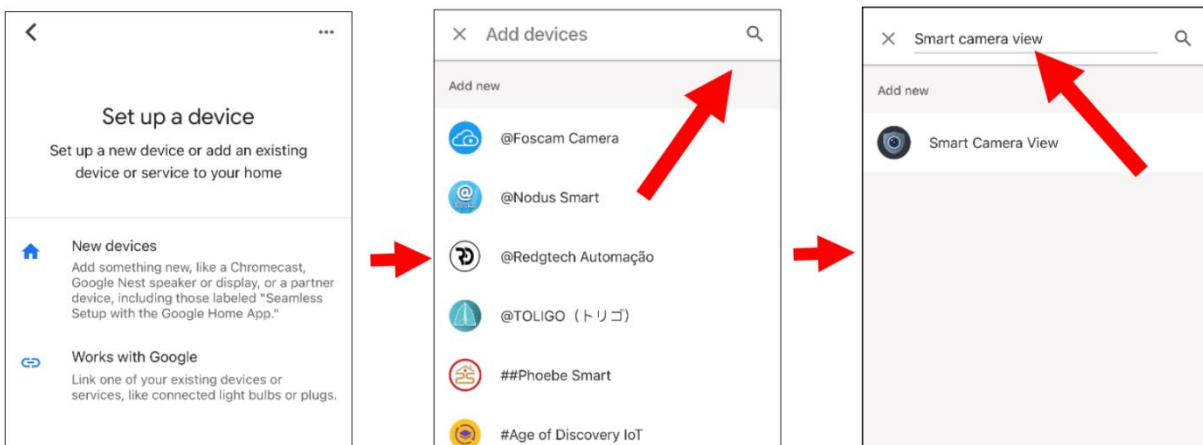 Set up a device
Set up a new device or add an existing
device or service to your home
New devices
Add something new, like a Chromecast,
Google Nest speaker or display, or a partner
device, including those labeled "Seamless
Setup with the Google Home App."
Works with Google
Link one of your existing devices or
services, like connected light bulbs or plugs.
Add devices
Add new
@Foscam Camera
@Nodus Smart
@Redgtech Automação
@TOLIGO（トリゴ）
##Phoebe Smart
#Age of Discovery IoT
Smart camera view
Add new
Smart Camera View